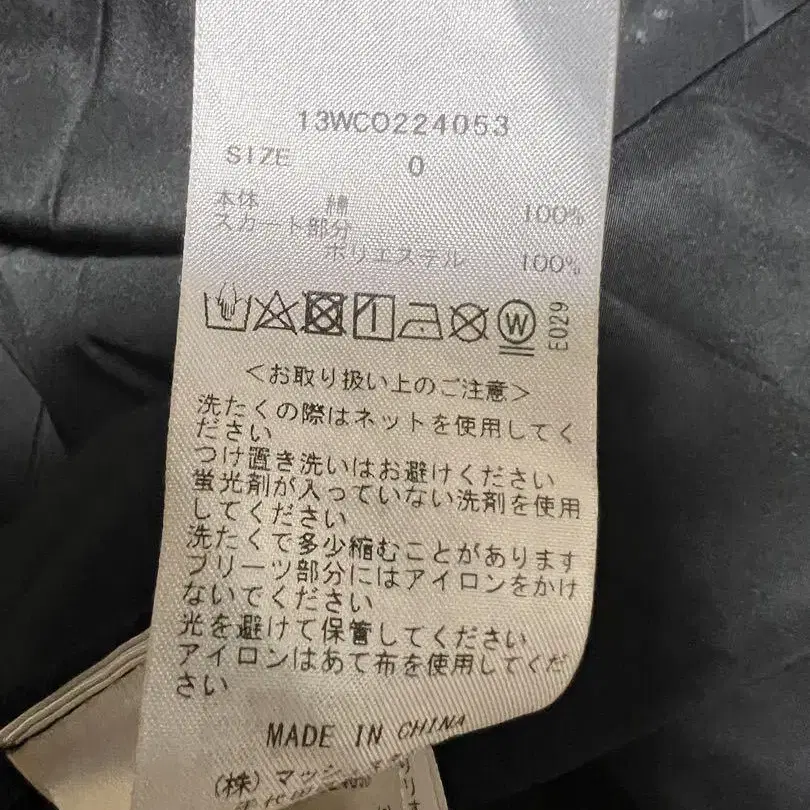 13WCO224053
SIZE 0
本体 綿 100%
スカート部分
ポリエステル 100%
W E029
<お取り扱い上のご注意>
洗たくの際はネットを使用してく
ださい
つけ置き洗いはお避けください
蛍光剤が入っていない洗剤を使用
してください
洗たくで多少縮むことがあります
プリーツ部分にはアイロンをかけ
ないでください
光を避けて保管してください
アイロンはあて布を使用してくだ
さい
MADE IN CHINA
(株)マッシュ